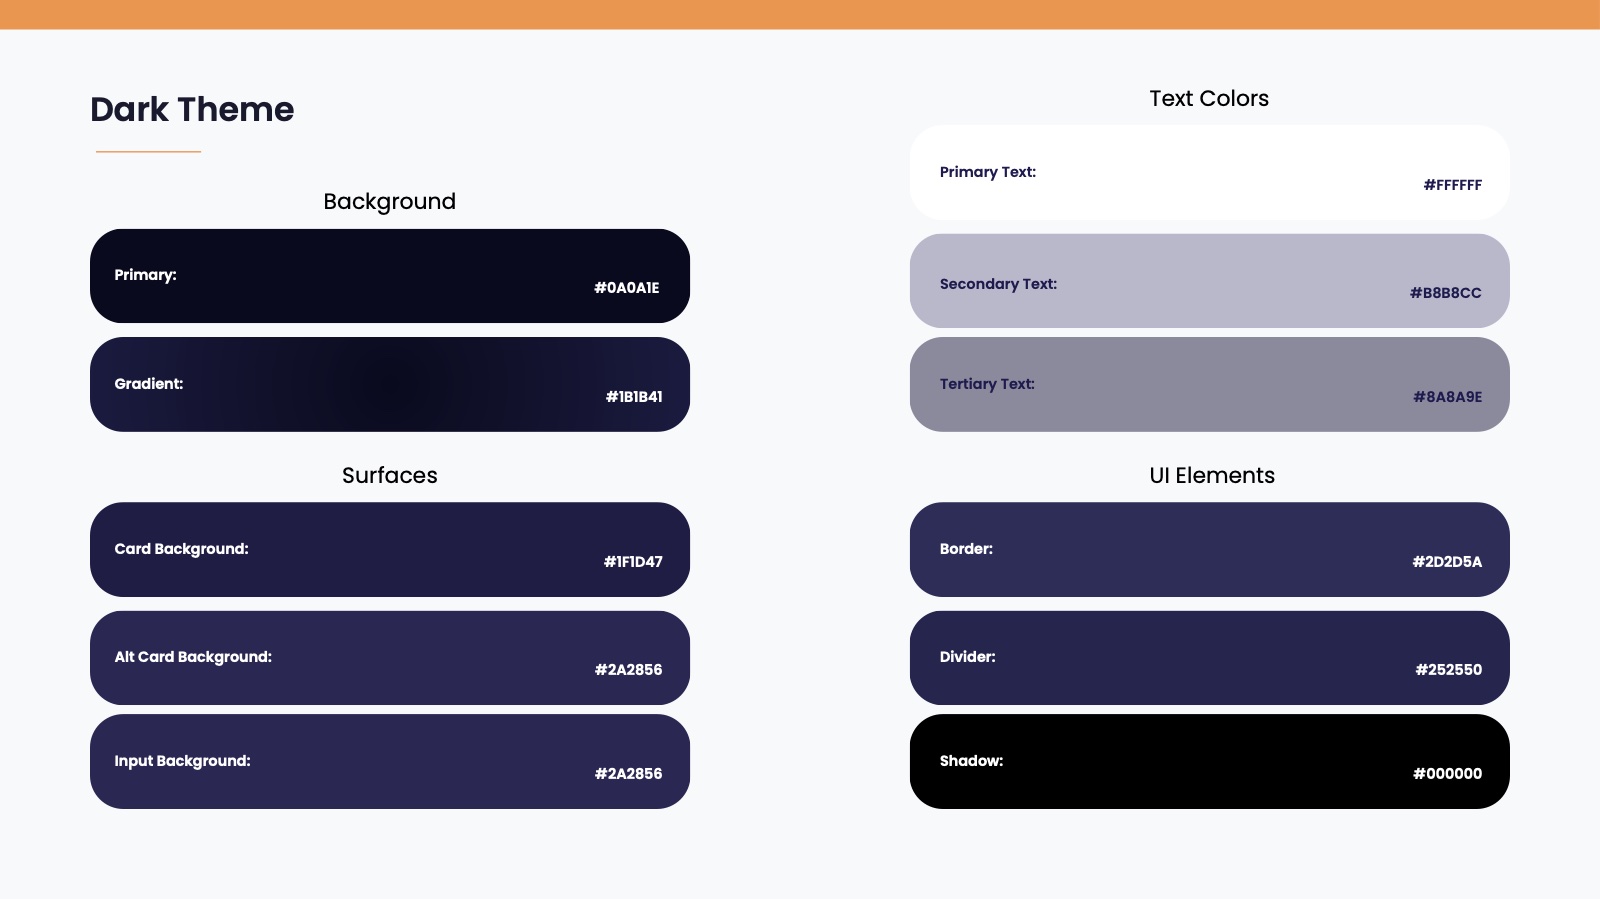 Dark Theme
Background
Primary:
#0A0A1E
Gradient:
#1B1B41
Surfaces
Card Background:
#1F1D47
Alt Card Background:
#2A2856
Input Background:
#2A2856
Text Colors
Primary Text:
#FFFFFF
Secondary Text:
#B8B8CC
Tertiary Text:
#8A8A9E
UI Elements
Border:
#2D2D5A
Divider:
#252550
Shadow:
#000000